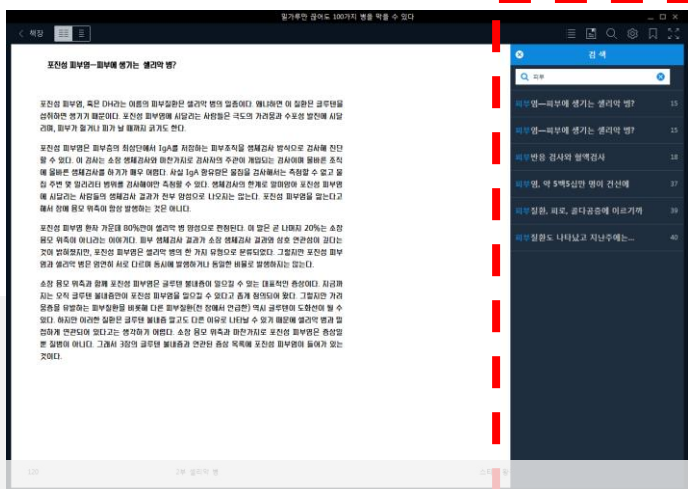 밀가루만 끊어도 100가지 병을 막을 수 있다
책장
검 색
피부
포진성 피부염—피부에 생기는 셀리악 병?
포진성 피부염, 혹은 DH라는 이름의 피부질환은 셀리악 병의 일종이다. 왜냐하면 이 질환은 글루텐을
섭취하면 생기기 때문이다. 포진성 피부염에 시달리는 사람들은 극도의 가려움과 수포성 발진에 시달
리며, 피부가 헐거나 피가 날 때까지 긁기도 한다.
포진성 피부염은 피부층의 최상단에서 IgA를 저장하는 피부조직을 생체검사 방식으로 검사해 진단
할 수 있다. 이 검사는 소장 생체검사와 마찬가지로 검사자의 주관이 개입되는 검사이며 올바른 조직
에 올바른 생체검사를 하기가 매우 어렵다. 사실 IgA 함유량은 물집을 검사해서는 측정할 수 없고 물
집 주변 몇 밀리리터 범위를 검사해야만 측정할 수 있다. 생체검사의 한계로 말미암아 포진성 피부염
에 시달리는 사람들의 생체검사 결과가 전부 양성으로 나오지는 않는다. 포진성 피부염을 앓는다고
해서 장에 융모 위축이 항상 발생하는 것은 아니다.
포진성 피부염 환자 가운데 80%만이 셀리악 병 양성으로 판정된다. 이 말은 곧 나머지 20%는 소장
융모 위축이 아니라는 이야기다. 피부 생체검사 결과가 소장 생체검사 결과와 상호 연관성이 깊다는
것이 밝혀졌지만, 포진성 피부염은 셀리악 병의 한 가지 유형으로 분류되었다. 그렇지만 포진성 피부
염과 셀리악 병은 엄연히 서로 다르며 동시에 발생하거나 동일한 비율로 발생하지는 않는다.
소장 융모 위축과 함께 포진성 피부염은 글루텐 불내증이 일으킬 수 있는 대표적인 증상이다. 지금까
지는 오직 글루텐 불내증만이 포진성 피부염을 일으킬 수 있다고 좁게 정의되어 왔다. 그렇지만 가려
움증을 유발하는 피부질환을 비롯해 다른 피부질환(전 장에서 언급한) 역시 글루텐이 도화선이 될 수
있다. 하지만 이러한 질환은 글루텐 말고도 다른 이유로 나타날 수 있기 때문에 셀리악 병과 밀
접하게 연관되어 있다고는 생각하기 어렵다. 소장 융모 위축과 마찬가지로 포진성 피부염은 증상일
뿐 질병이 아니다. 그래서 3장의 글루텐 불내증과 연관된 증상 목록에 포진성 피부염이 들어가 있는
것이다.
피부염—피부에 생기는 셀리악 병? 15
피부염—피부에 생기는 셀리악 병? 15
피부반응 검사와 혈액검사 18
피부염, 약 5백5십만 명이 건선에 37
피부질환, 피로, 골다공증에 이르기까 39
피부질환도 나타났고 지난주에는... 40
120
2부 셀리악 병